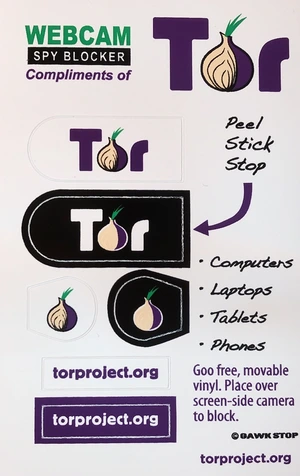 WEBCAM
SPY BLOCKER
Compliments of
Tor
Tor
Peel
Stick
Stop
Tor
· Computers
· Laptops
· Tablets
· Phones
torproject.org
torproject.org
Goo free, movable
vinyl. Place over
screen-side camera
to block.
© GAWK STOP
torproject.org